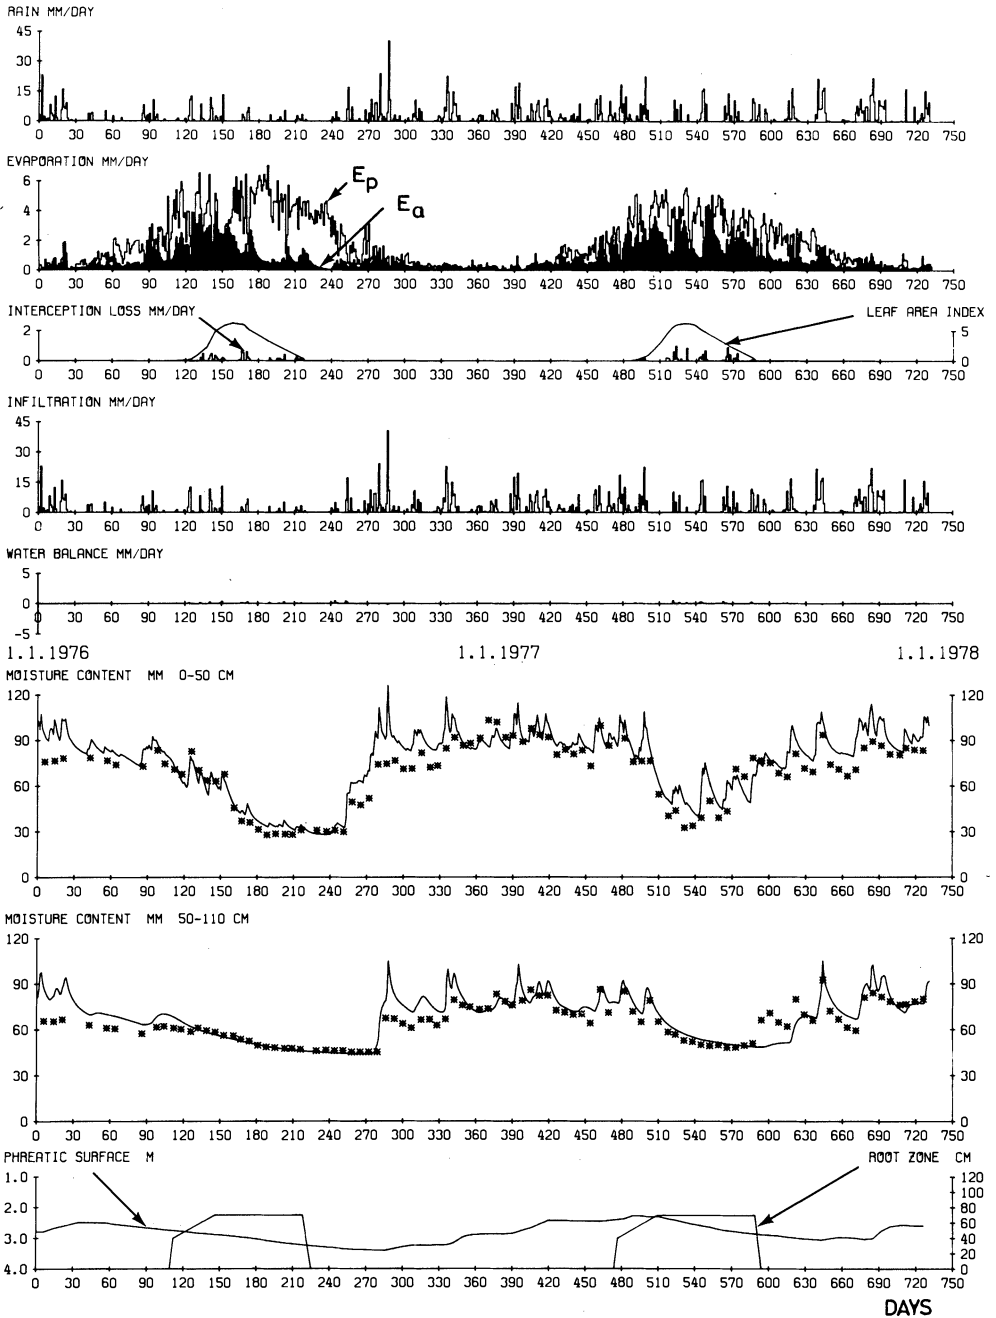 RAIN MM/DAY
45
30
15
0
0 30 60 90 120 150 180 210 240 270 300 330 360 390 420 450 480 510 540 570 600 630 660 690 720 750
EVAPORATION MM/DAY
6
4
2
0
Ep
Ea
0 30 60 90 120 150 180 210 240 270 300 330 360 390 420 450 480 510 540 570 600 630 660 690 720 750
INTERCEPTION LOSS MM/DAY
LEAF AREA INDEX
2 5
0 0
0 30 60 90 120 150 180 210 240 270 300 330 360 390 420 450 480 510 540 570 600 630 660 690 720 750
INFILTRATION MM/DAY
45
30
15
0
0 30 60 90 120 150 180 210 240 270 300 330 360 390 420 450 480 510 540 570 600 630 660 690 720 750
WATER BALANCE MM/DAY
5
0
-5
0 30 60 90 120 150 180 210 240 270 300 330 360 390 420 450 480 510 540 570 600 630 660 690 720 750
1.1.1976 1.1.1977 1.1.1978
MOISTURE CONTENT MM 0-50 CM
120 120
90 90
60 60
30 30
0 0
0 30 60 90 120 150 180 210 240 270 300 330 360 390 420 450 480 510 540 570 600 630 660 690 720 750
MOISTURE CONTENT MM 50-110 CM
120 120
90 90
60 60
30 30
0 0
0 30 60 90 120 150 180 210 240 270 300 330 360 390 420 450 480 510 540 570 600 630 660 690 720 750
PHREATIC SURFACE M
ROOT ZONE CM
1.0 120
100
2.0 80
60
3.0 40
20
4.0 0
0 30 60 90 120 150 180 210 240 270 300 330 360 390 420 450 480 510 540 570 600 630 660 690 720 750
DAYS